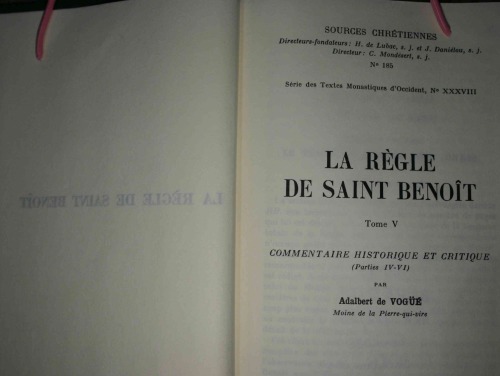 SOURCES CHRÉTIENNES
Directeurs-fondateurs : H. de Lubac, s. j. et J. Daniélou, s. j.
Directeur : C. Mondésert, s. j.
Nº 185
Série des Textes Monastiques d'Occident, Nº XXXVIII
LA RÈGLE
DE SAINT BENOÎT
Tome V
COMMENTAIRE HISTORIQUE ET CRITIQUE
(Parties IV-VI)
PAR
Adalbert de VOGÜÉ
Moine de la Pierre-qui-vire